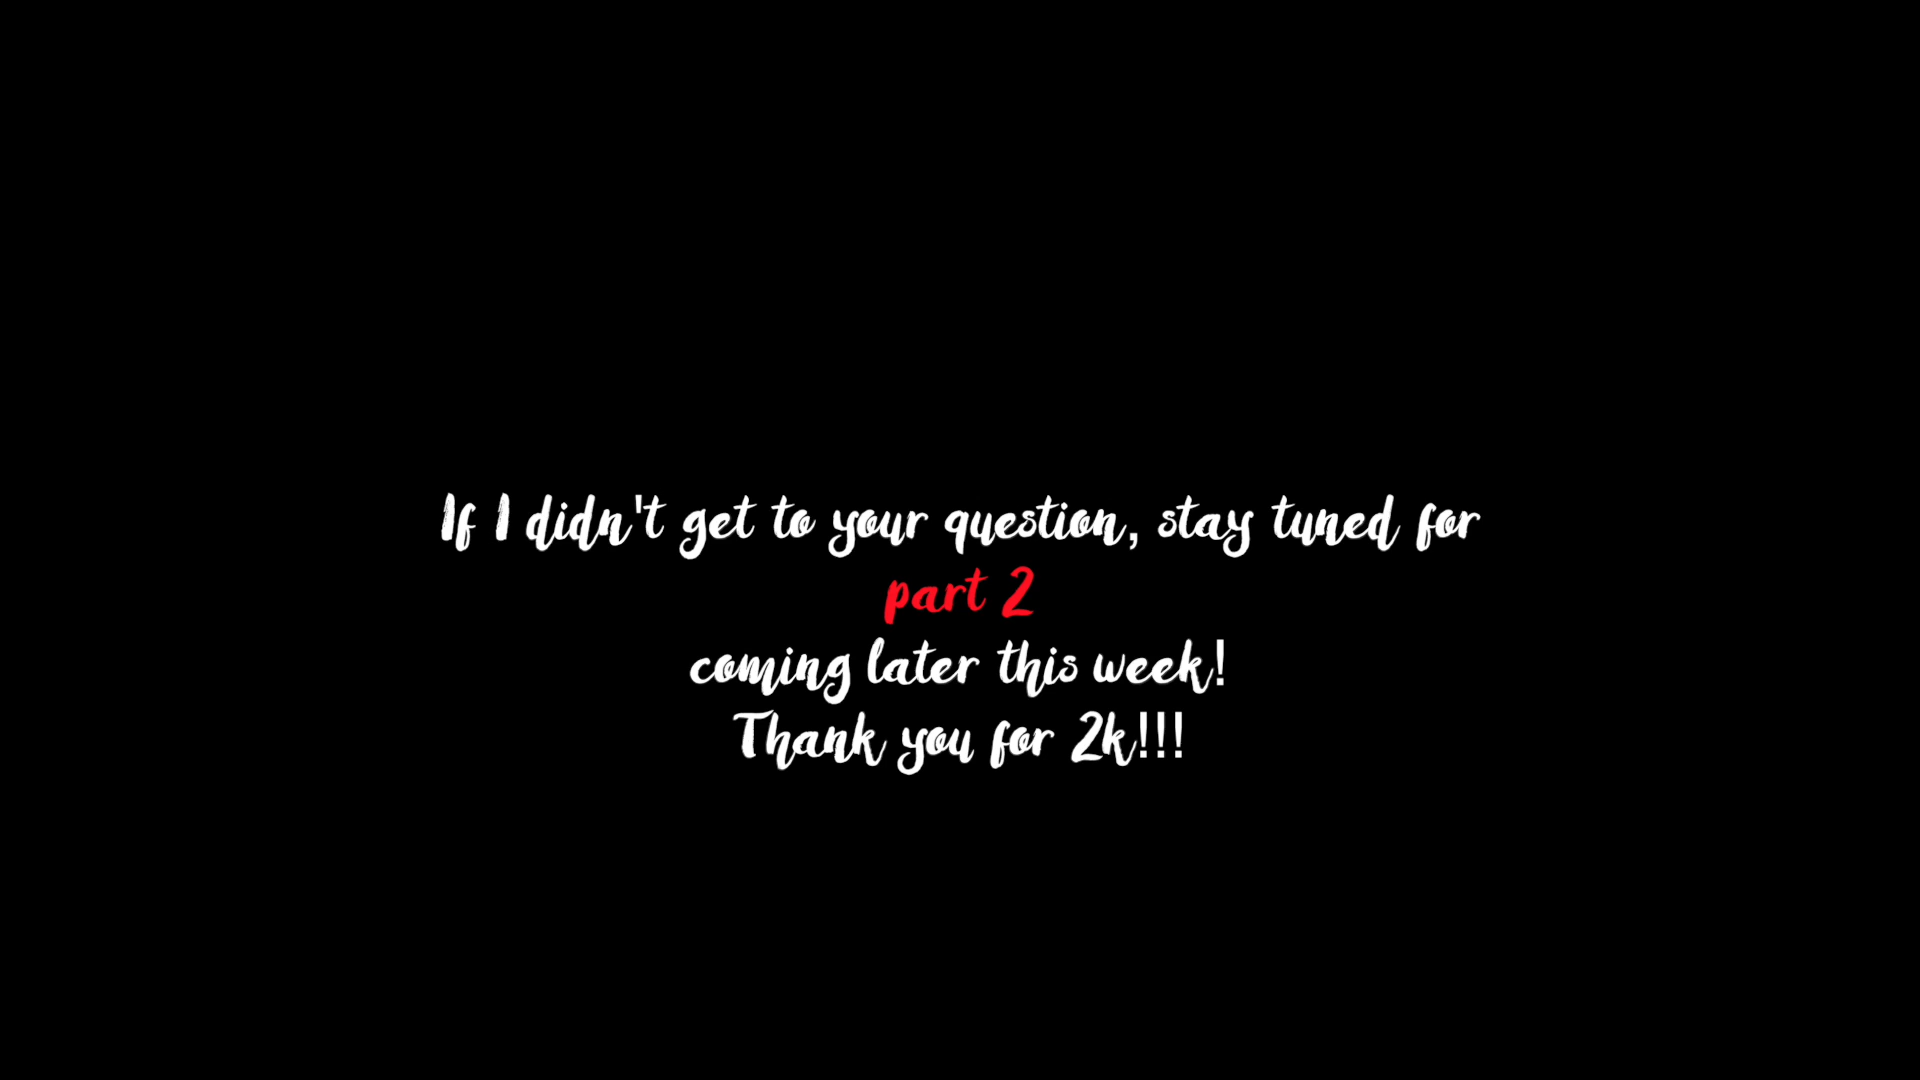 If I didn't get to your question, stay tuned for
part 2
coming later this week!
Thank you for 2k!!!